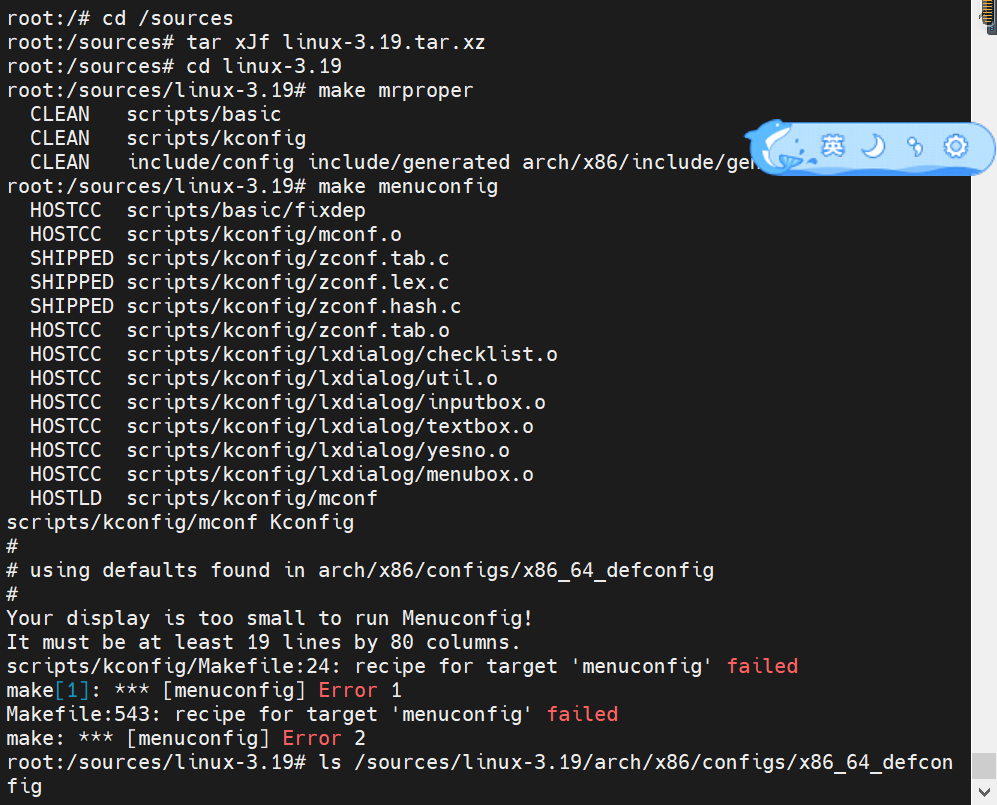 root:/# cd /sources
root:/sources# tar xJf linux-3.19.tar.xz
root:/sources# cd linux-3.19
root:/sources/linux-3.19# make mrproper
  CLEAN   scripts/basic
  CLEAN   scripts/kconfig
  CLEAN   include/config include/generated arch/x86/include/gen
英
root:/sources/linux-3.19# make menuconfig
  HOSTCC  scripts/basic/fixdep
  HOSTCC  scripts/kconfig/mconf.o
  SHIPPED scripts/kconfig/zconf.tab.c
  SHIPPED scripts/kconfig/zconf.lex.c
  SHIPPED scripts/kconfig/zconf.hash.c
  HOSTCC  scripts/kconfig/zconf.tab.o
  HOSTCC  scripts/kconfig/lxdialog/checklist.o
  HOSTCC  scripts/kconfig/lxdialog/util.o
  HOSTCC  scripts/kconfig/lxdialog/inputbox.o
  HOSTCC  scripts/kconfig/lxdialog/textbox.o
  HOSTCC  scripts/kconfig/lxdialog/yesno.o
  HOSTCC  scripts/kconfig/lxdialog/menubox.o
  HOSTLD  scripts/kconfig/mconf
scripts/kconfig/mconf Kconfig
#
# using defaults found in arch/x86/configs/x86_64_defconfig
#
Your display is too small to run Menuconfig!
It must be at least 19 lines by 80 columns.
scripts/kconfig/Makefile:24: recipe for target 'menuconfig' failed
make[1]: *** [menuconfig] Error 1
Makefile:543: recipe for target 'menuconfig' failed
make: *** [menuconfig] Error 2
root:/sources/linux-3.19# ls /sources/linux-3.19/arch/x86/configs/x86_64_defcon
fig